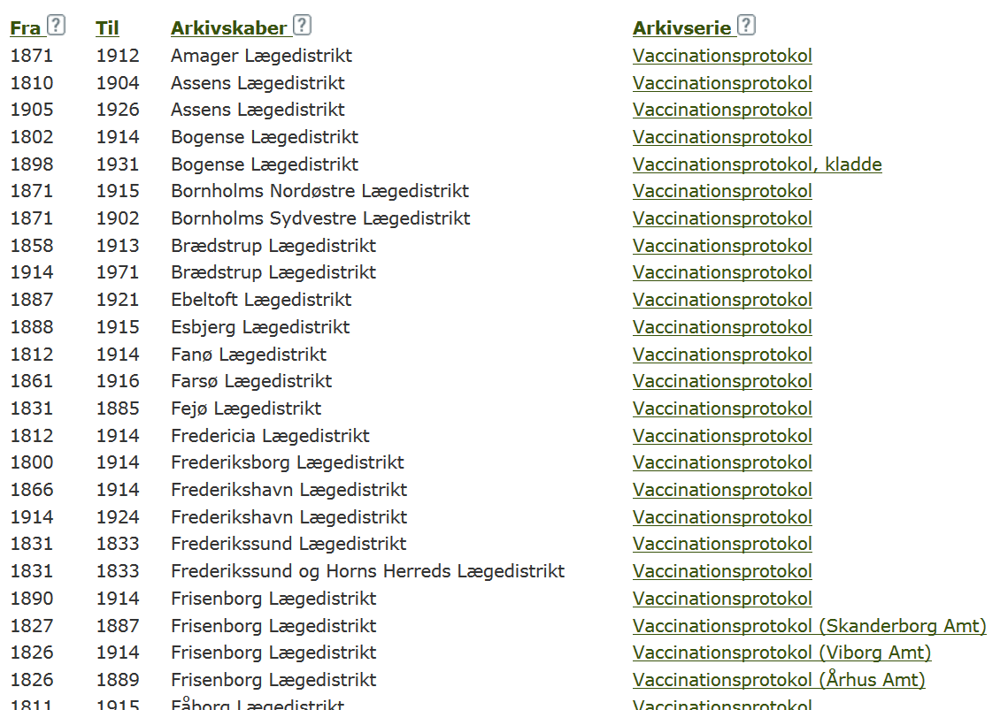 Fra ? Til Arkivskaber ? Arkivserie ?
1871 1912 Amager Lægedistrikt Vaccinationsprotokol
1810 1904 Assens Lægedistrikt Vaccinationsprotokol
1905 1926 Assens Lægedistrikt Vaccinationsprotokol
1802 1914 Bogense Lægedistrikt Vaccinationsprotokol
1898 1931 Bogense Lægedistrikt Vaccinationsprotokol, kladde
1871 1915 Bornholms Nordøstre Lægedistrikt Vaccinationsprotokol
1871 1902 Bornholms Sydvestre Lægedistrikt Vaccinationsprotokol
1858 1913 Brædstrup Lægedistrikt Vaccinationsprotokol
1914 1971 Brædstrup Lægedistrikt Vaccinationsprotokol
1887 1921 Ebeltoft Lægedistrikt Vaccinationsprotokol
1888 1915 Esbjerg Lægedistrikt Vaccinationsprotokol
1812 1914 Fanø Lægedistrikt Vaccinationsprotokol
1861 1916 Farsø Lægedistrikt Vaccinationsprotokol
1831 1885 Fejø Lægedistrikt Vaccinationsprotokol
1812 1914 Fredericia Lægedistrikt Vaccinationsprotokol
1800 1914 Frederiksborg Lægedistrikt Vaccinationsprotokol
1866 1914 Frederikshavn Lægedistrikt Vaccinationsprotokol
1914 1924 Frederikshavn Lægedistrikt Vaccinationsprotokol
1831 1833 Frederikssund Lægedistrikt Vaccinationsprotokol
1831 1833 Frederikssund og Horns Herreds Lægedistrikt Vaccinationsprotokol
1890 1914 Frisenborg Lægedistrikt Vaccinationsprotokol
1827 1887 Frisenborg Lægedistrikt Vaccinationsprotokol (Skanderborg Amt)
1826 1914 Frisenborg Lægedistrikt Vaccinationsprotokol (Viborg Amt)
1826 1889 Frisenborg Lægedistrikt Vaccinationsprotokol (Århus Amt)
1811 1915 Fåborg Lægedistrikt Vaccinationsprotokol